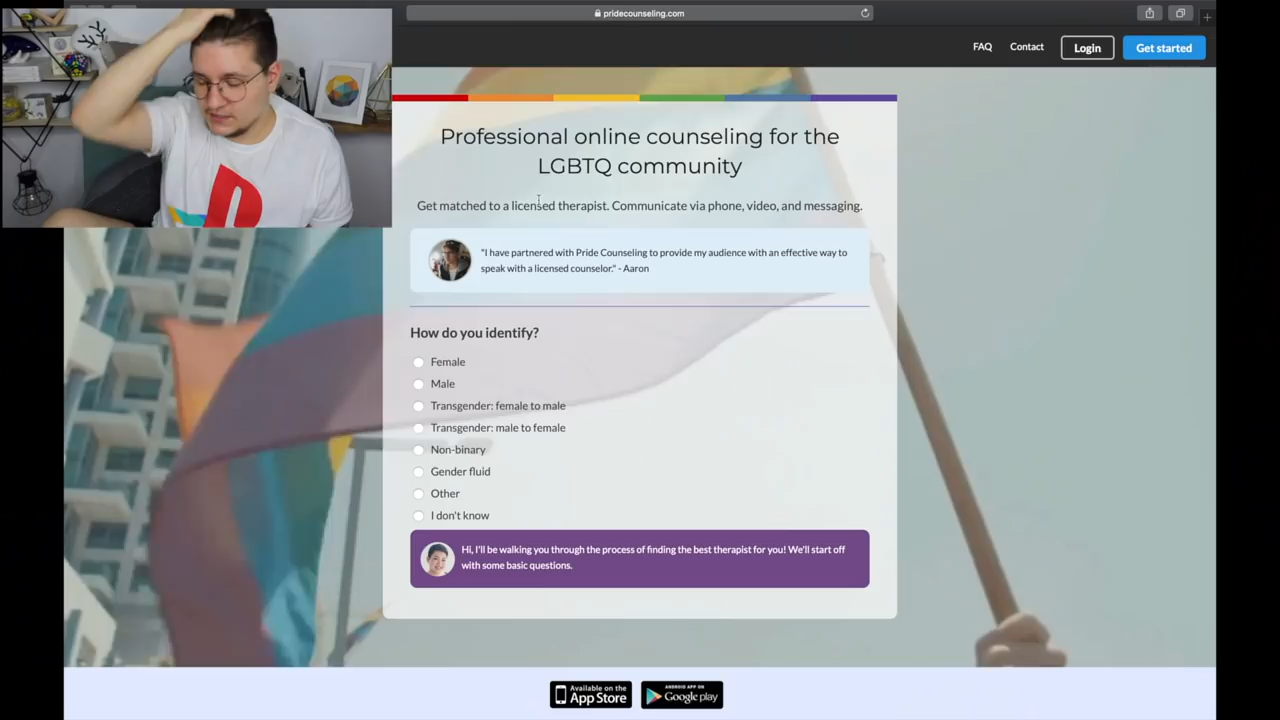 pridecounseling.com
FAQ
Contact
Login
Get started
Professional online counseling for the
LGBTQ community
Get matched to a licensed therapist. Communicate via phone, video, and messaging.
"I have partnered with Pride Counseling to provide my audience with an effective way to
speak with a licensed counselor." - Aaron
How do you identify?
Female
Male
Transgender: female to male
Transgender: male to female
Non-binary
Gender fluid
Other
I don't know
Hi, I'll be walking you through the process of finding the best therapist for you! We'll start off
with some basic questions.
Available on the
App Store
ANDROID APP ON
Google play